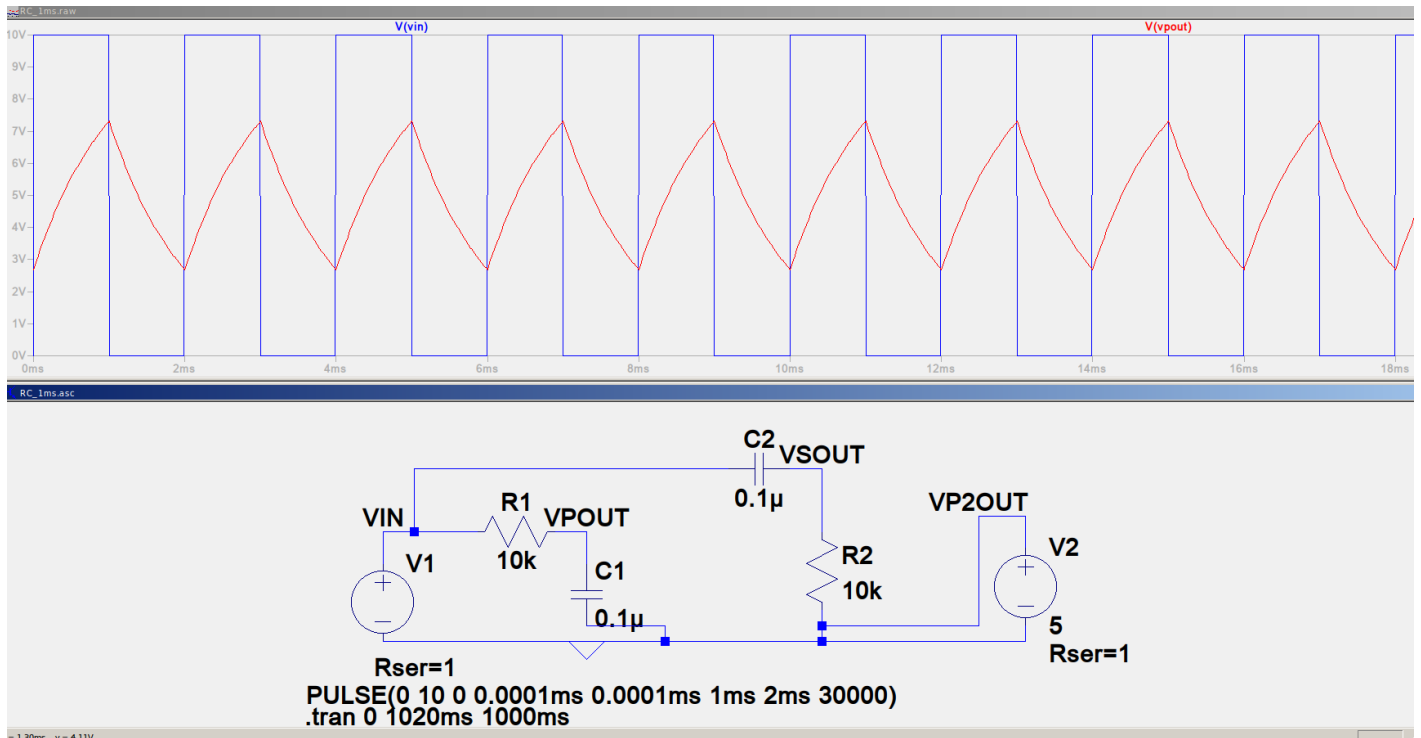 RC_1ms.raw
V(vin)
V(vpout)
10V
9V
8V
7V
6V
5V
4V
3V
2V
1V
0V
0ms 2ms 4ms 6ms 8ms 10ms 12ms 14ms 16ms 18ms
RC_1ms.asc
C2
VSOUT
0.1µ
VIN
R1
VPOUT
10k
V1
C1
0.1µ
R2
10k
VP2OUT
V2
5
Rser=1
Rser=1
PULSE(0 10 0 0.0001ms 0.0001ms 1ms 2ms 30000)
.tran 0 1020ms 1000ms